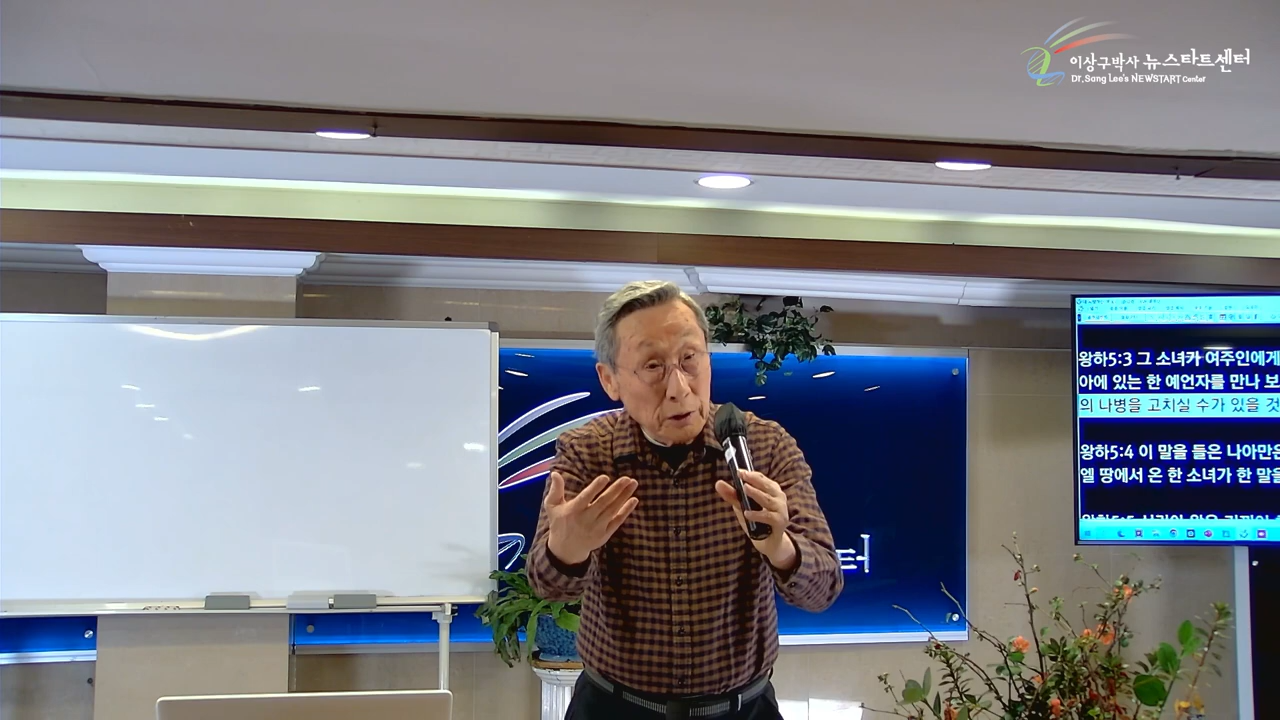 이상구박사 뉴스타트센터
Dr. Sang Lee's NEWSTART Center
왕하5:3 그 소녀가 여주인에게
아에 있는 한 예언자를 만나 보
의 나병을 고치실 수가 있을 것
왕하5:4 이 말을 들은 나아만은
엘 땅에서 온 한 소녀가 한 말을
터